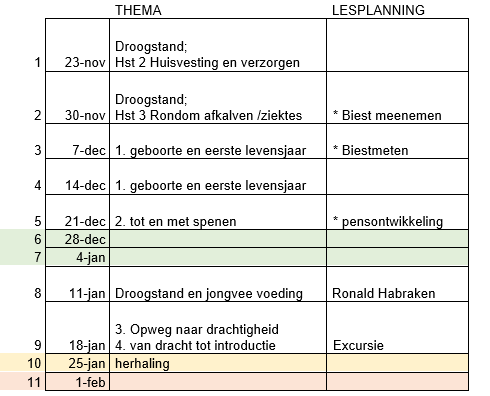 THEMA LESPLANNING
Droogstand;
1 23-nov Hst 2 Huisvesting en verzorgen
Droogstand;
2 30-nov Hst 3 Rondom afkalven /ziektes * Biest meenemen
3 7-dec 1. geboorte en eerste levensjaar * Biestmeten
4 14-dec 1. geboorte en eerste levensjaar
5 21-dec 2. tot en met spenen * pensontwikkeling
6 28-dec
7 4-jan
8 11-jan Droogstand en jongvee voeding Ronald Habraken
3. Opweg naar drachtigheid
9 18-jan 4. van dracht tot introductie Excursie
10 25-jan herhaling
11 1-feb